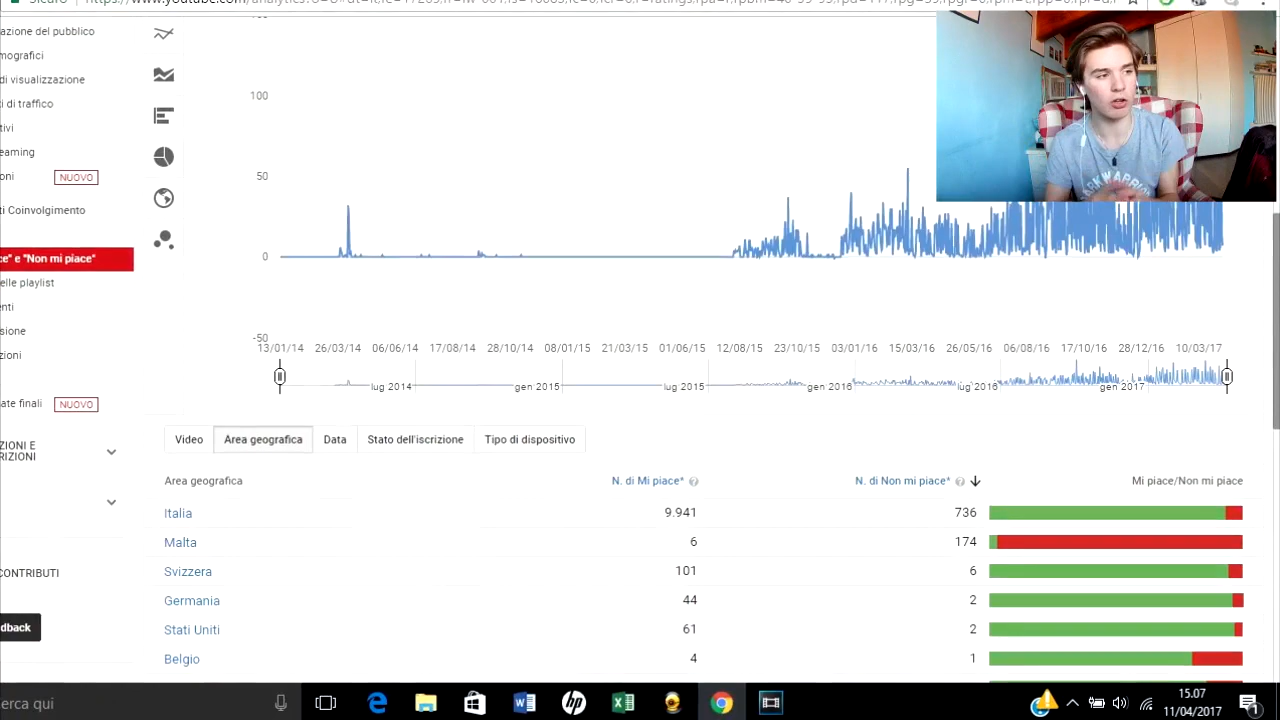 azione del pubblico
mografici
di visualizzazione
i di traffico
tivi
eaming
oni
NUOVO
ti Coinvolgimento
ce" e "Non mi piace"
elle playlist
enti
sione
zioni
ate finali
NUOVO
ZIONI E
RIZIONI
CONTRIBUTI
dback
100
50
0
-50
13/01/14 26/03/14 06/06/14 17/08/14 28/10/14 08/01/15 21/03/15 01/06/15 12/08/15 23/10/15 03/01/16 15/03/16 26/05/16 06/08/16 17/10/16 28/12/16 10/03/17
lug 2014 gen 2015 lug 2015 gen 2016 lug 2016 gen 2017
Video Area geografica Data Stato dell'iscrizione Tipo di dispositivo
Area geografica N. di Mi piace* N. di Non mi piace* Mi piace/Non mi piace
Italia 9.941 736
Malta 6 174
Svizzera 101 6
Germania 44 2
Stati Uniti 61 2
Belgio 4 1
erca qui
15.07
11/04/2017